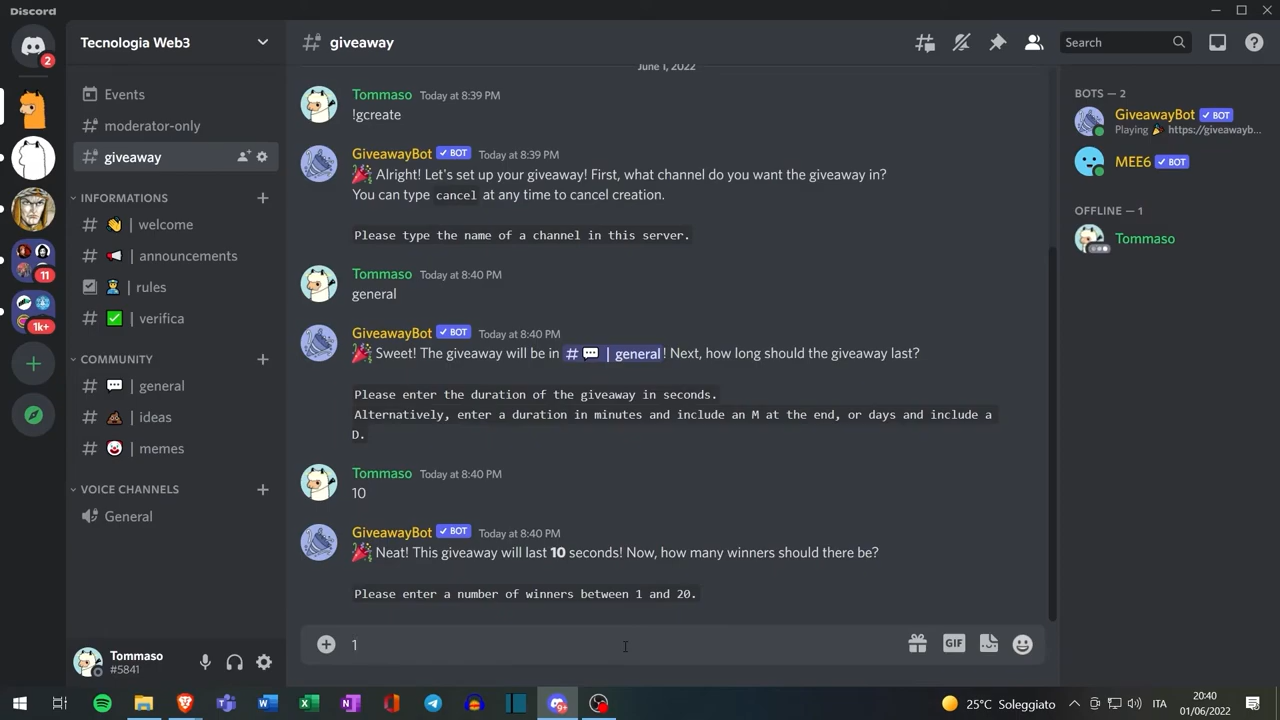 Discord
Tecnologia Web3
giveaway
Search
June 1, 2022
2
11
1k+
Events
moderator-only
giveaway
INFORMATIONS
| welcome
| announcements
| rules
| verifica
COMMUNITY
| general
| ideas
| memes
VOICE CHANNELS
General
Tommaso
#5841
Tommaso Today at 8:39 PM
!gcreate
GiveawayBot BOT Today at 8:39 PM
Alright! Let's set up your giveaway! First, what channel do you want the giveaway in?
You can type cancel at any time to cancel creation.
Please type the name of a channel in this server.
Tommaso Today at 8:40 PM
general
GiveawayBot BOT Today at 8:40 PM
Sweet! The giveaway will be in # 💬 | general! Next, how long should the giveaway last?
Please enter the duration of the giveaway in seconds.
Alternatively, enter a duration in minutes and include an M at the end, or days and include a
D.
Tommaso Today at 8:40 PM
10
GiveawayBot BOT Today at 8:40 PM
Neat! This giveaway will last 10 seconds! Now, how many winners should there be?
Please enter a number of winners between 1 and 20.
1
GIF
BOTS — 2
GiveawayBot BOT
Playing https://giveawayb...
MEE6 BOT
OFFLINE — 1
Tommaso
25°C Soleggiato
ITA
20:40
01/06/2022